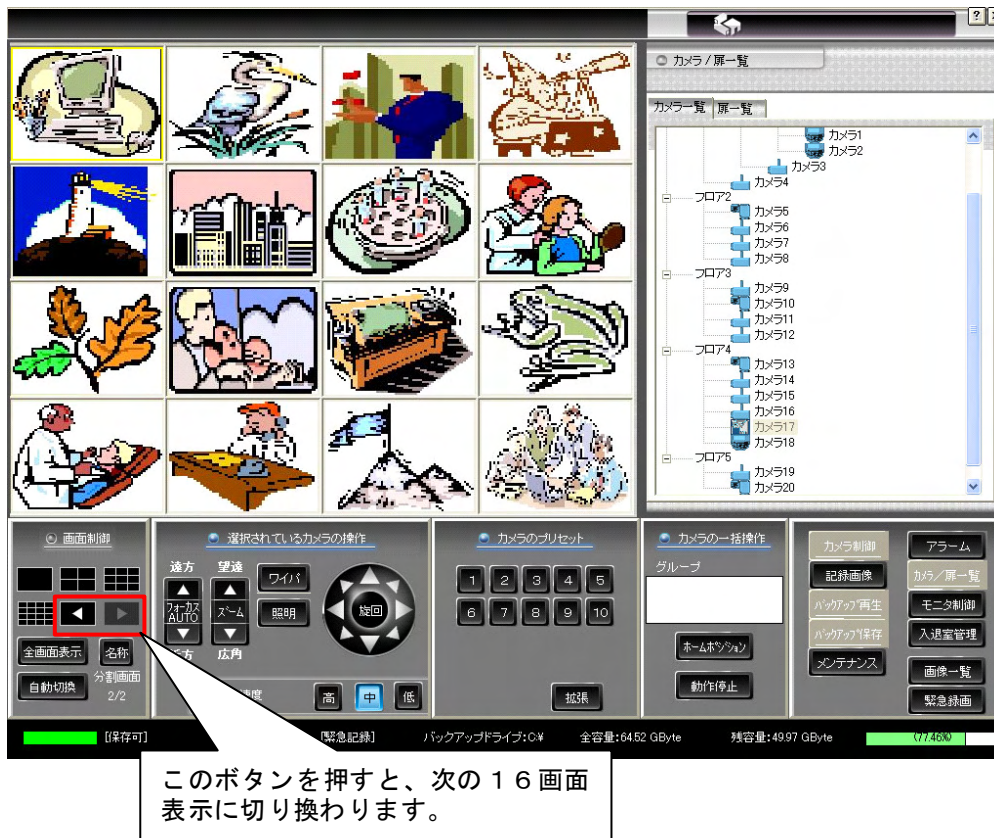 ?
カメラ/扉一覧
カメラ一覧 扉一覧
カメラ1
カメラ2
カメラ3
カメラ4
フロア2
カメラ5
カメラ6
カメラ7
カメラ8
フロア3
カメラ9
カメラ10
カメラ11
カメラ12
フロア4
カメラ13
カメラ14
カメラ15
カメラ16
カメラ17
カメラ18
フロア5
カメラ19
カメラ20
画面制御
全画面表示 名称
自動切換 分割画面
2/2
選択されているカメラの操作
遠方 望遠
フォーカス
AUTO
ズーム
ワイパ
照明
旋回
方 広角
速度 高 中 低
カメラのプリセット
1 2 3 4 5
6 7 8 9 10
拡張
カメラの一括操作
グループ
ホームポジション
動作停止
カメラ制御 アラーム
記録画像 カメラ/扉一覧
バックアップ再生 モニタ制御
バックアップ保存 入退室管理
メンテナンス 画像一覧
緊急録画
[保存可] [緊急記録] バックアップドライブ:C:¥ 全容量:64.52 GByte 残容量:49.97 GByte (77.46%)
このボタンを押すと、次の16画面
表示に切り換わります。